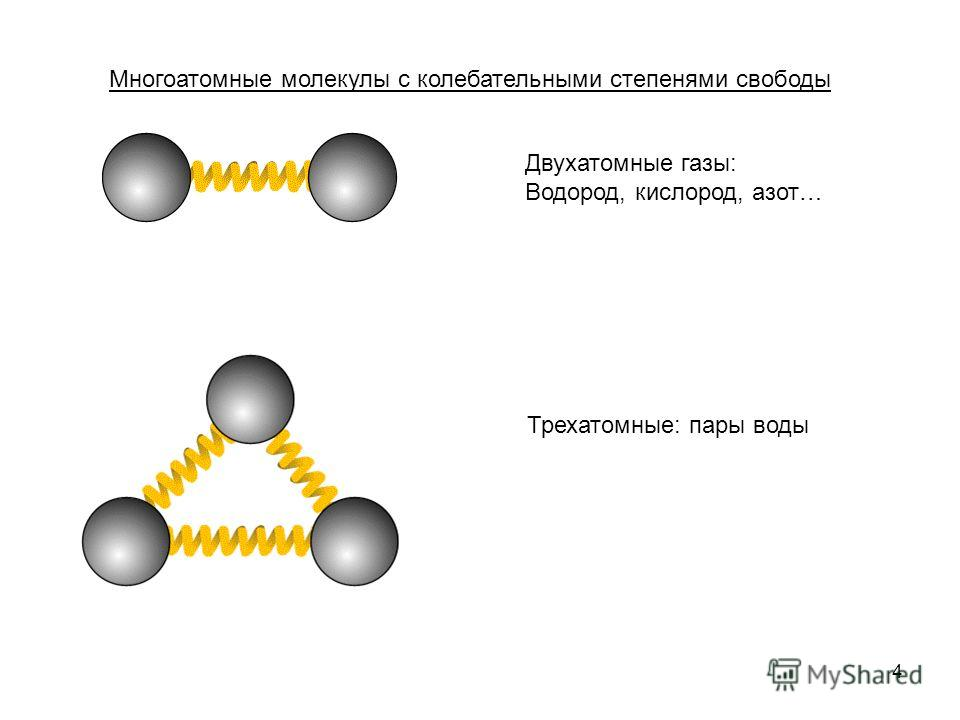 Многоатомные молекулы с колебательными степенями свободы
Двухатомные газы:
Водород, кислород, азот…
Трехатомные: пары воды
4
MyShared